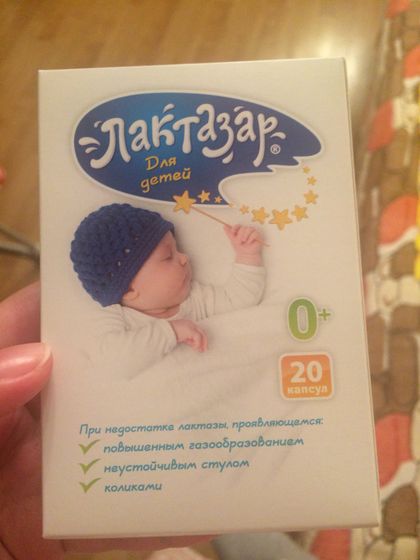 Лактазар®
Для
детей
0+
20
капсул
При недостатке лактазы, проявляющемся:
повышенным газообразованием
неустойчивым стулом
коликами